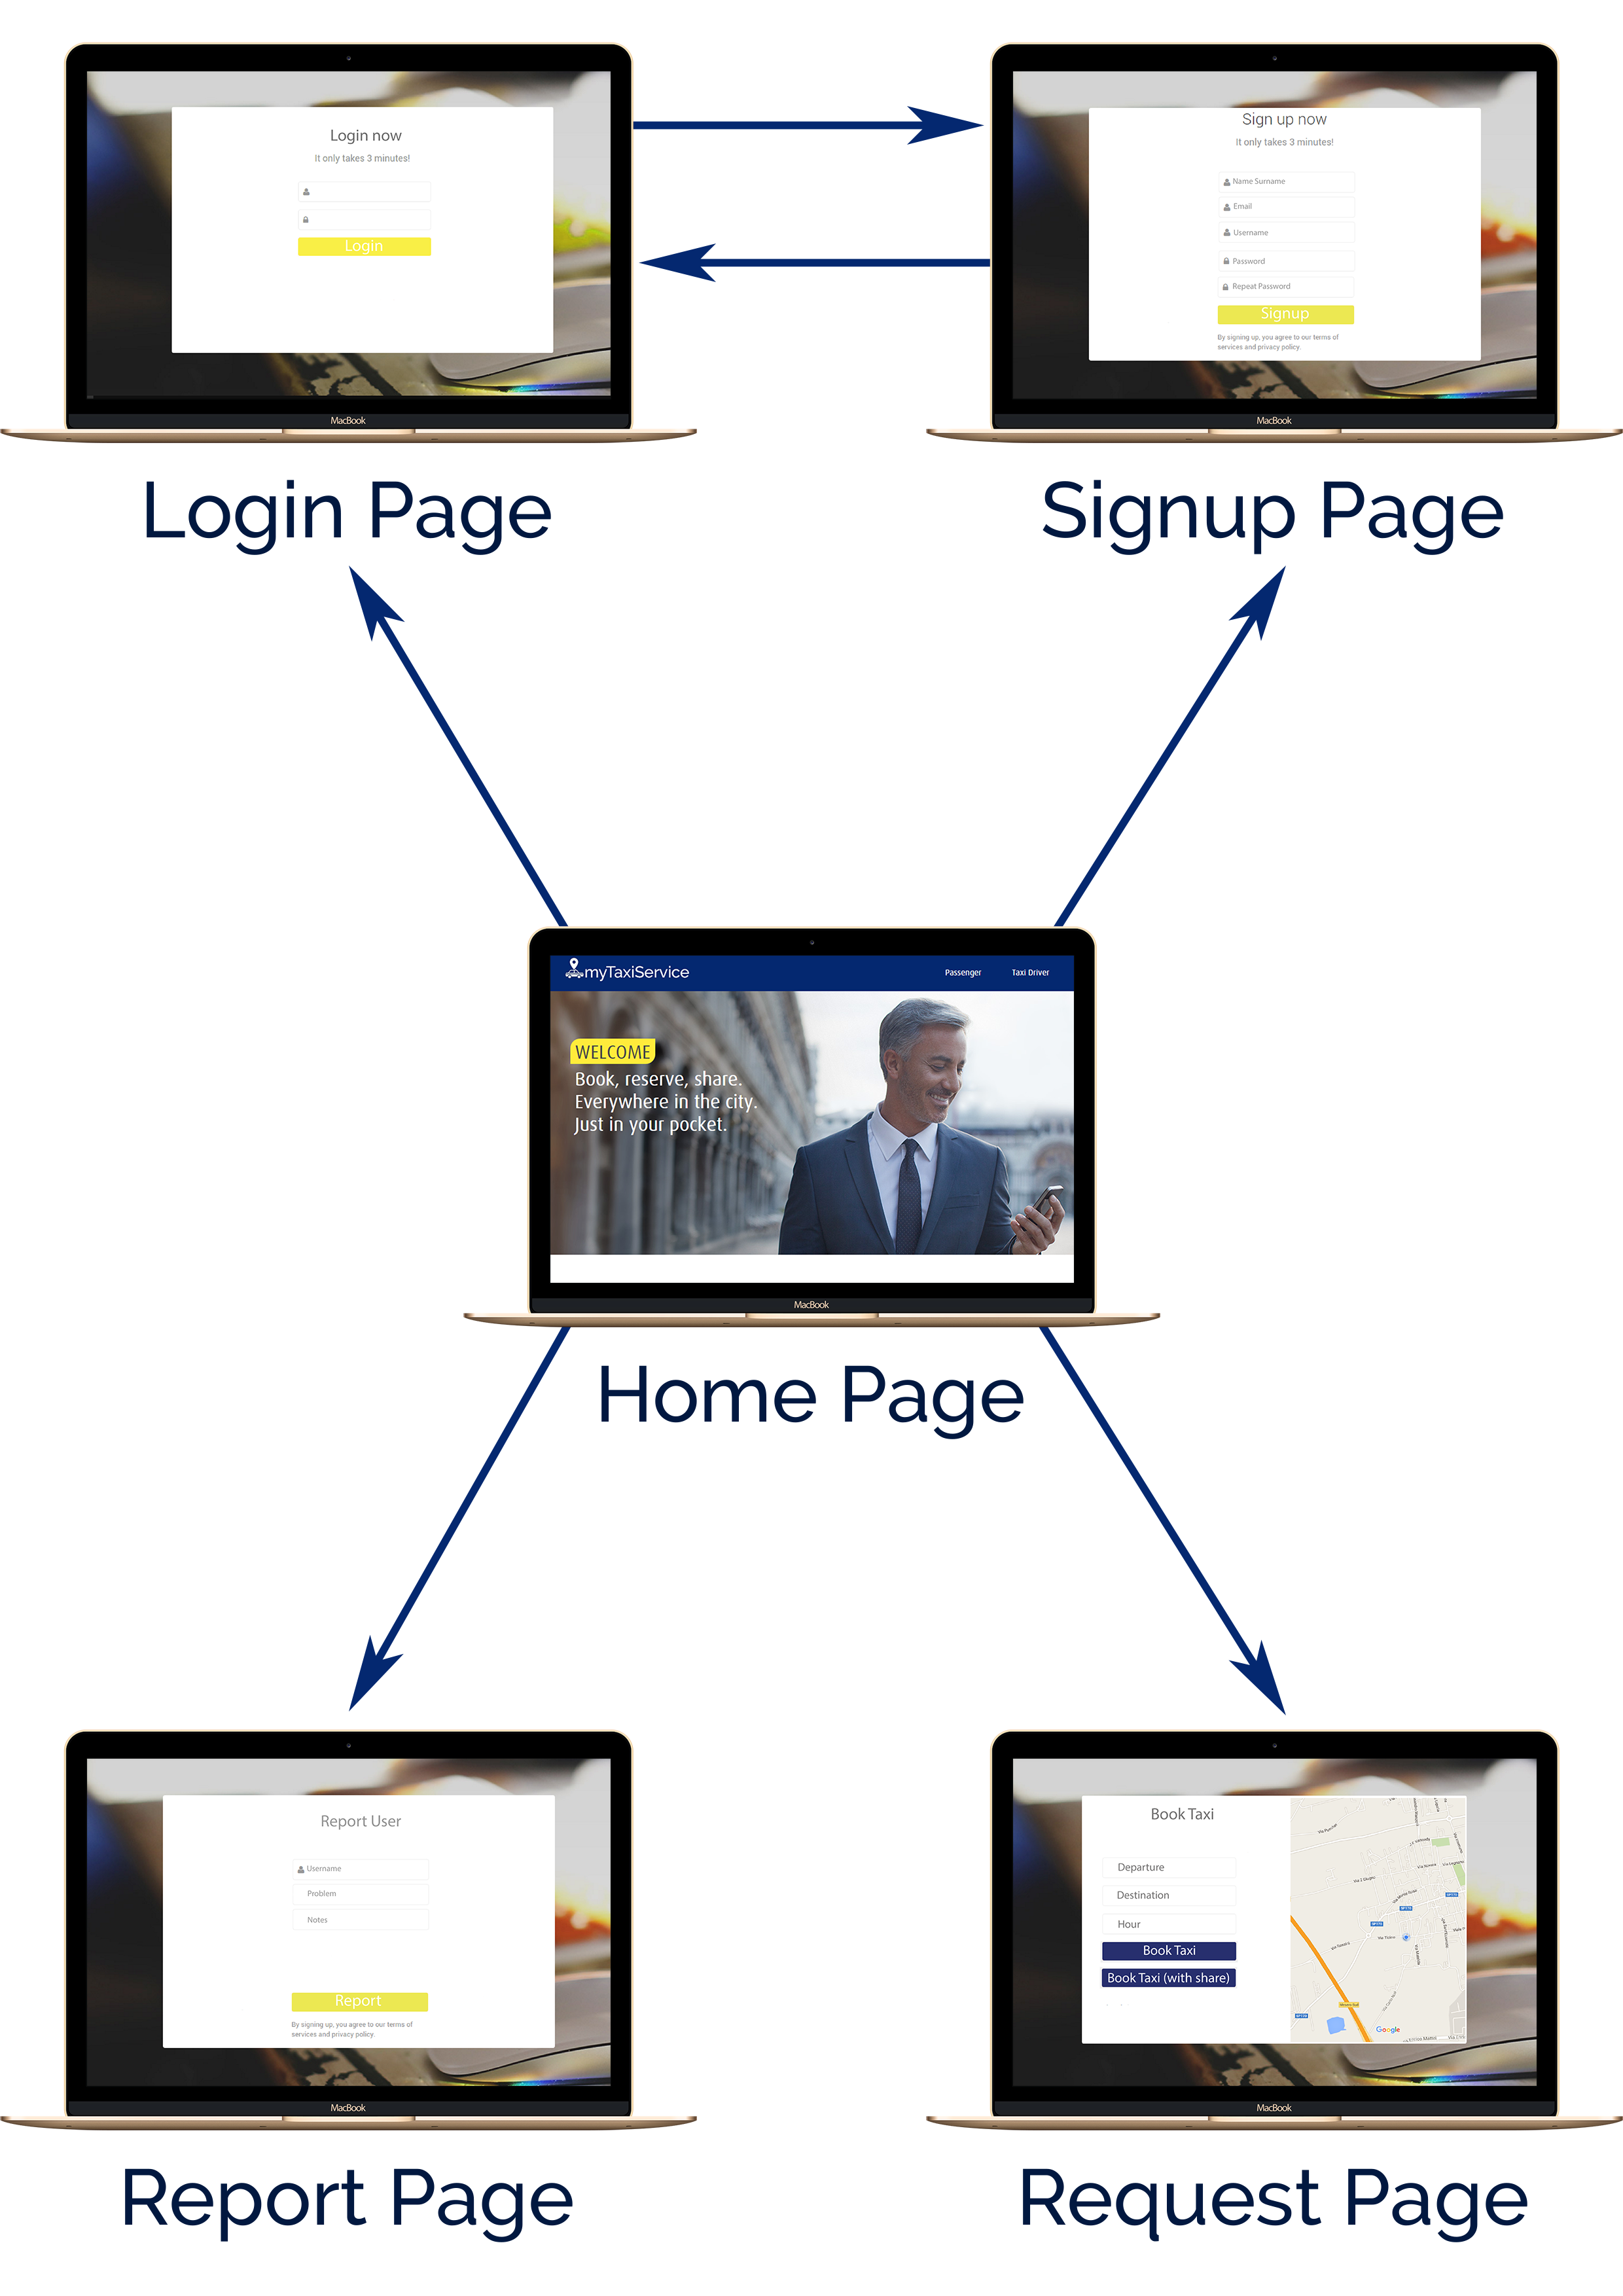 Login now
It only takes 3 minutes!
Login
MacBook
Login Page
Sign up now
It only takes 3 minutes!
Name Surname
Email
Username
Password
Repeat Password
Signup
By signing up, you agree to our terms of
services and privacy policy.
MacBook
Signup Page
myTaxiService
Passenger
Taxi Driver
WELCOME
Book, reserve, share.
Everywhere in the city.
Just in your pocket.
MacBook
Home Page
Report User
Username
Problem
Notes
Report
By signing up, you agree to our terms of
services and privacy policy.
MacBook
Report Page
Book Taxi
Departure
Destination
Hour
Book Taxi
Book Taxi (with share)
Google
MacBook
Request Page